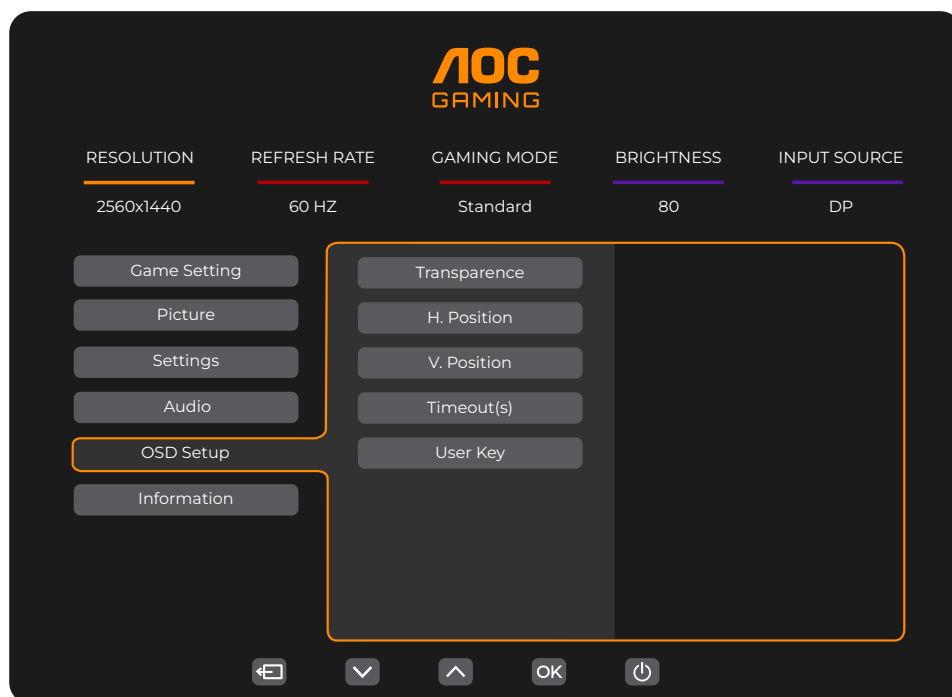 AOC
GAMING
RESOLUTION REFRESH RATE GAMING MODE BRIGHTNESS INPUT SOURCE
2560x1440 60 HZ Standard 80 DP
Game Setting Transparence
Picture H. Position
Settings V. Position
Audio Timeout(s)
OSD Setup User Key
Information
OK